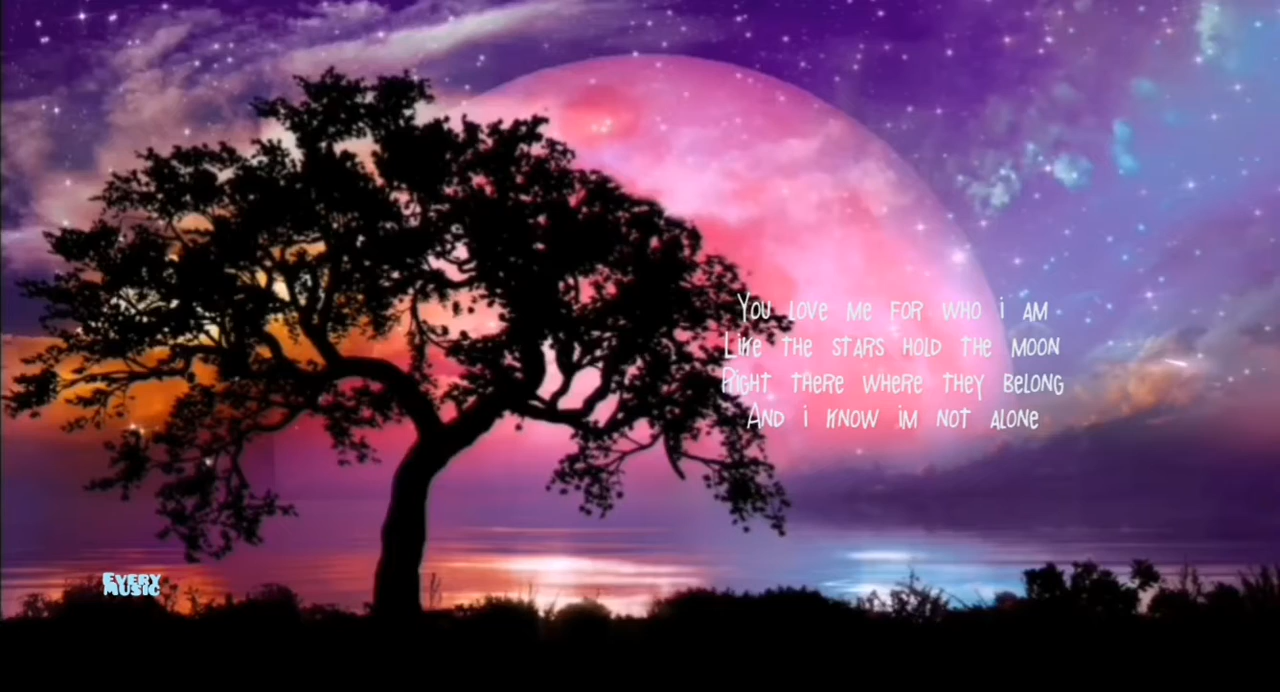 You love me for who i am
Like the stars hold the moon
Right there where they belong
And i know im not alone
Every
Music